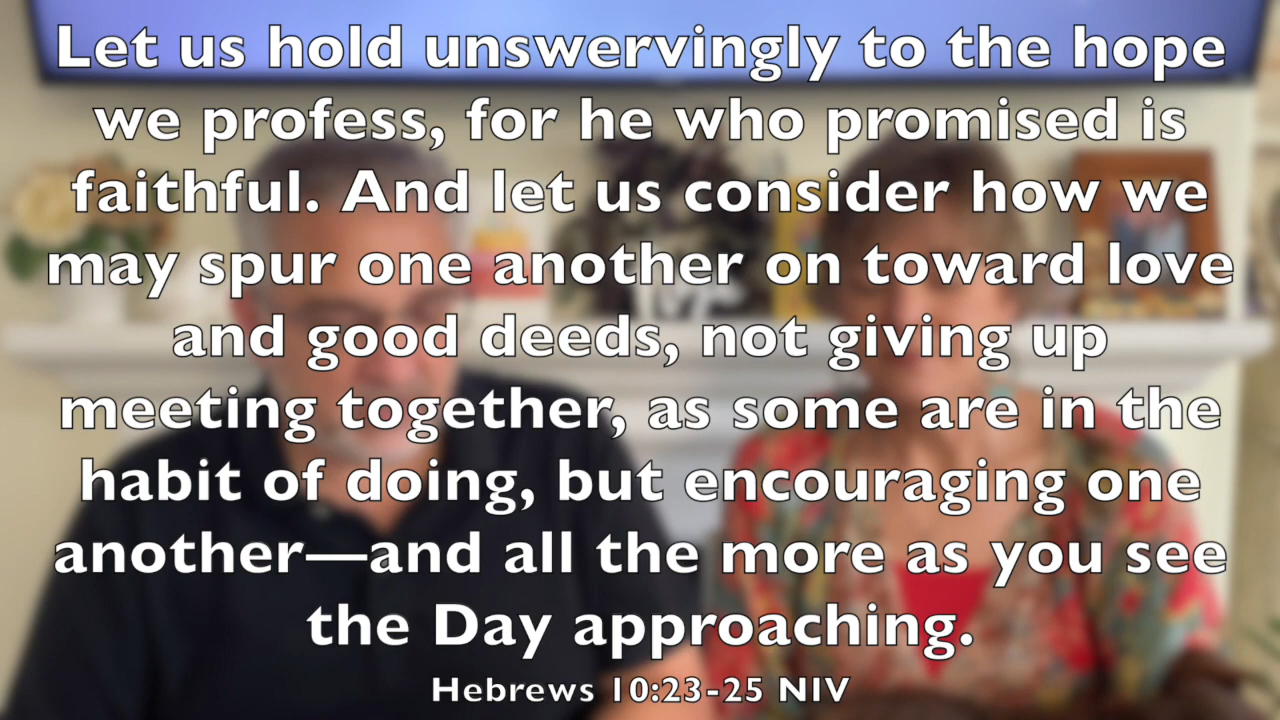 Let us hold unswervingly to the hope
we profess, for he who promised is
faithful. And let us consider how we
may spur one another on toward love
and good deeds, not giving up
meeting together, as some are in the
habit of doing, but encouraging one
another—and all the more as you see
the Day approaching.
Hebrews 10:23-25 NIV